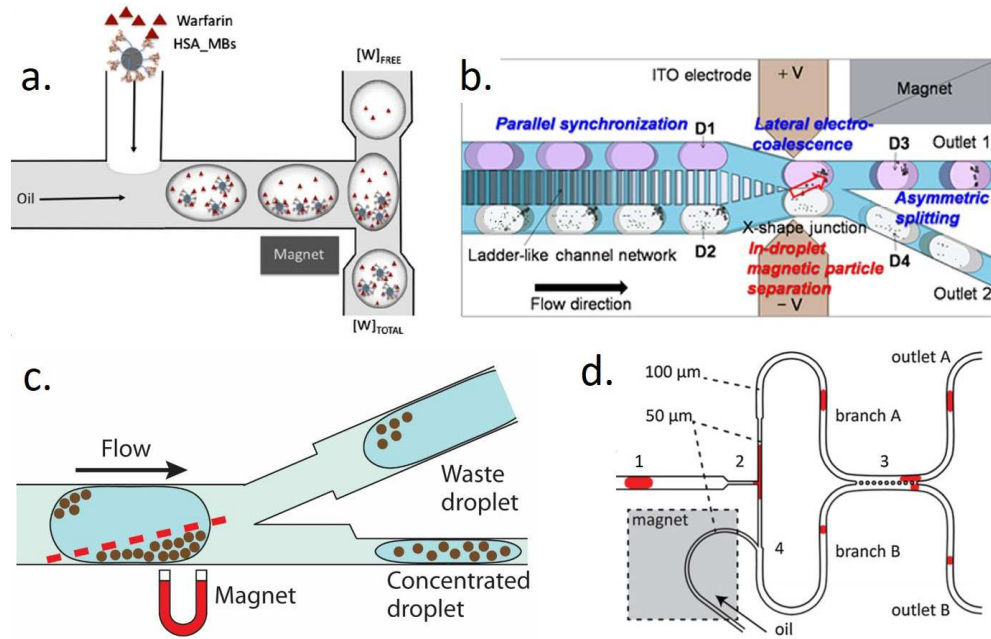 a.
Warfarin
HSA_MBs
[W]FREE
Oil
Magnet
[W]TOTAL
b.
ITO electrode
+ V
Magnet
Parallel synchronization
D1
Lateral electro-
coalescence
D3
Outlet 1
Asymmetric
splitting
X-shape junction
Ladder-like channel network
D2
In-droplet
magnetic particle
separation
D4
Flow direction
– V
Outlet 2
c.
Flow
Waste
droplet
Magnet
Concentrated
droplet
d.
100 μm
outlet A
50 μm
branch A
1
2
3
magnet
4
branch B
oil
outlet B